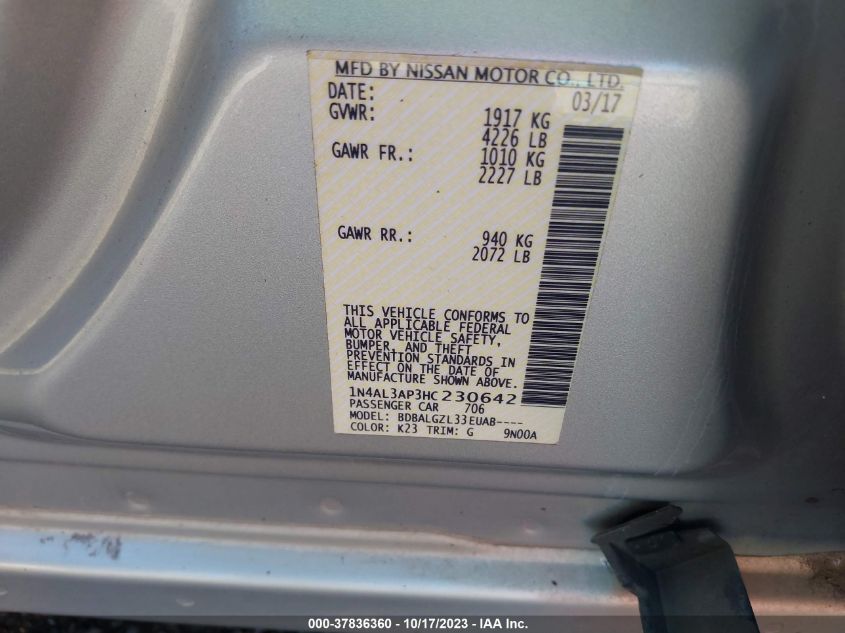 MFD BY NISSAN MOTOR CO., LTD.
DATE: 03/17
GVWR: 1917 KG
4226 LB
GAWR FR.: 1010 KG
2227 LB
GAWR RR.: 940 KG
2072 LB
THIS VEHICLE CONFORMS TO
ALL APPLICABLE FEDERAL
MOTOR VEHICLE SAFETY,
BUMPER, AND THEFT
PREVENTION STANDARDS IN
EFFECT ON THE DATE OF
MANUFACTURE SHOWN ABOVE.
1N4AL3AP3HC230642
PASSENGER CAR 706
MODEL: BDBALGZL33EUAB----
COLOR: K23 TRIM: G 9N00A
000-37836360 - 10/17/2023 - IAA Inc.